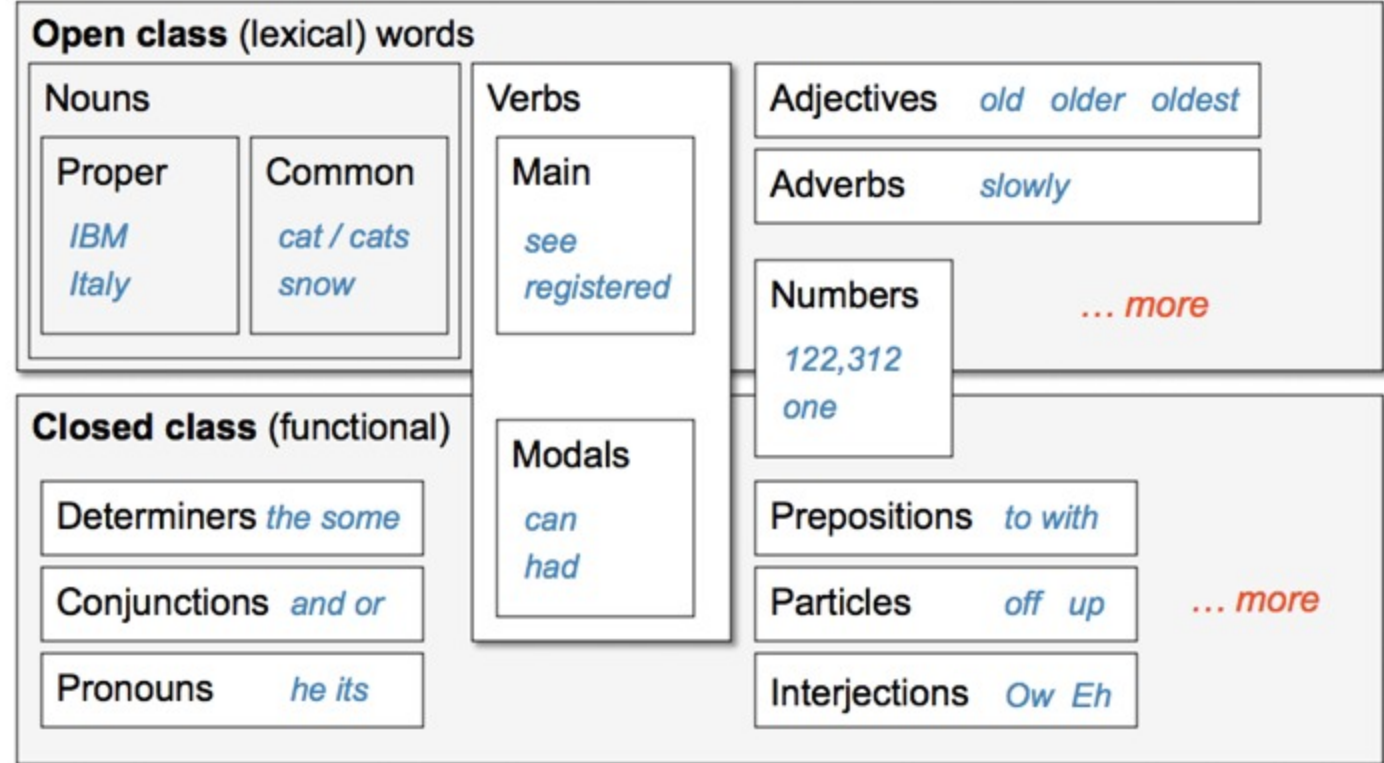 Open class (lexical) words
Nouns
Proper
IBM
Italy
Common
cat / cats
snow
Verbs
Main
see
registered
Adjectives old older oldest
Adverbs slowly
Numbers
122,312
one
... more
Closed class (functional)
Determiners the some
Conjunctions and or
Pronouns he its
Modals
can
had
Prepositions to with
Particles off up
Interjections Ow Eh
... more